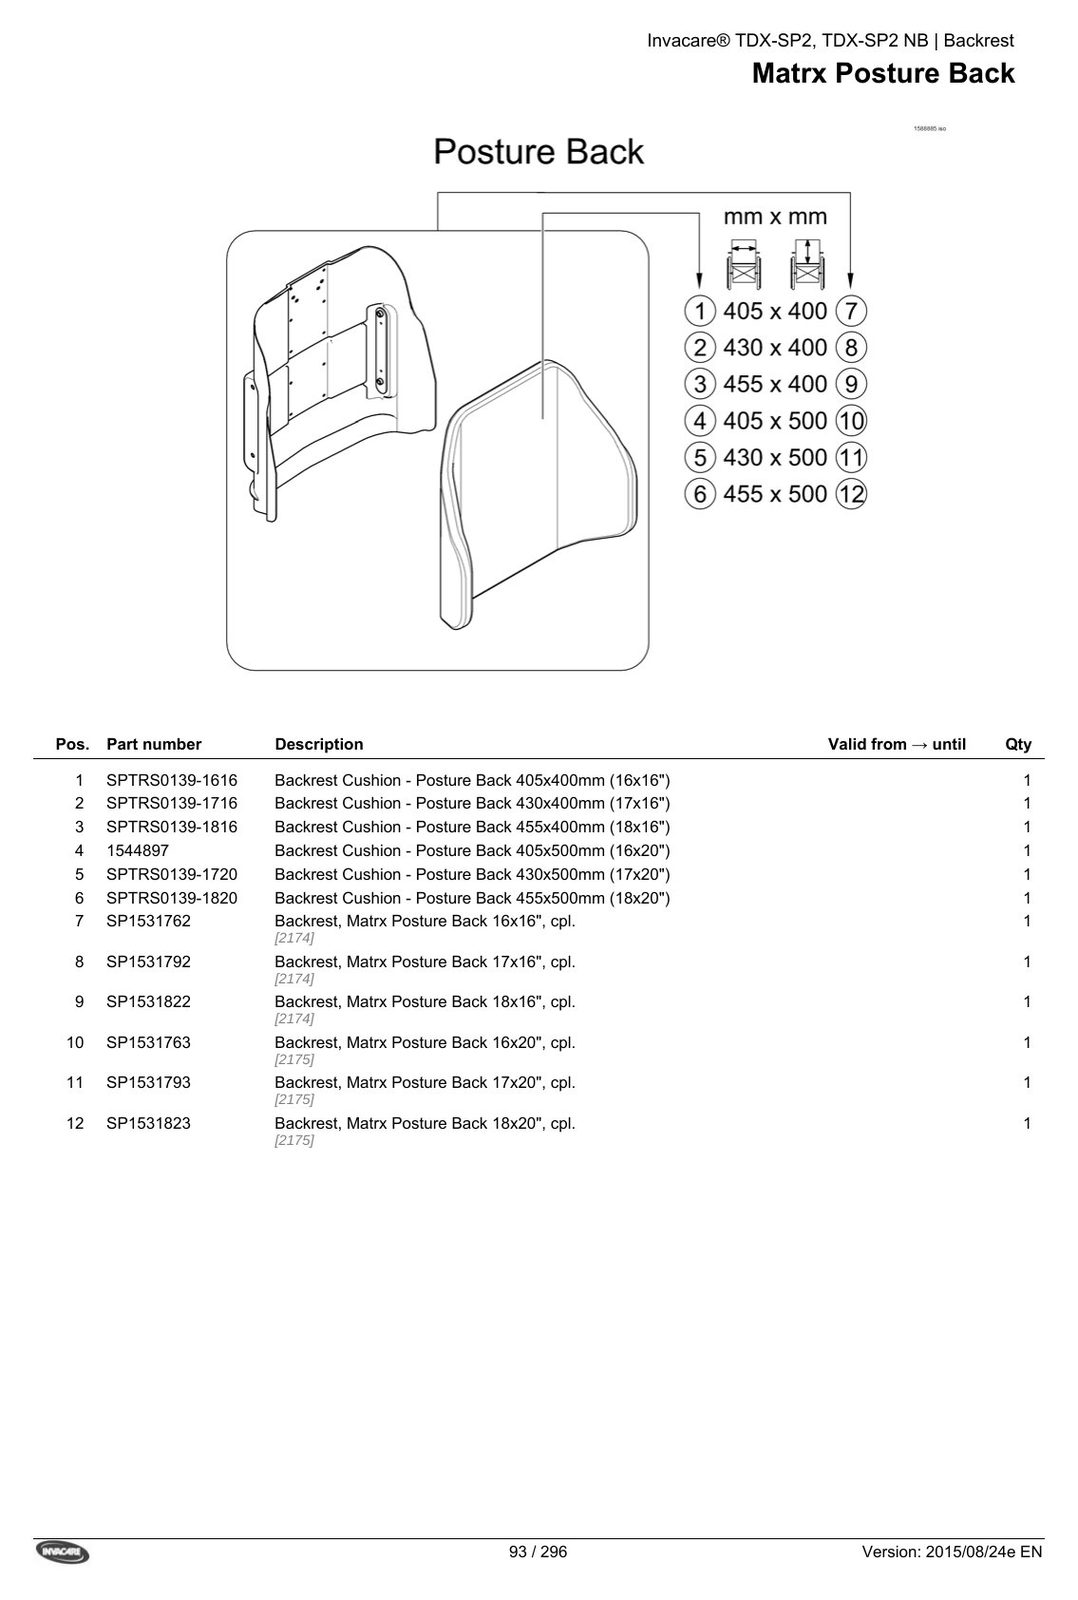 Invacare® TDX-SP2, TDX-SP2 NB | Backrest
Matrx Posture Back
1588885 iso
Posture Back
mm x mm
1 405 x 400 7
2 430 x 400 8
3 455 x 400 9
4 405 x 500 10
5 430 x 500 11
6 455 x 500 12
Pos. Part number Description Valid from → until Qty
1 SPTRS0139-1616 Backrest Cushion - Posture Back 405x400mm (16x16") 1
2 SPTRS0139-1716 Backrest Cushion - Posture Back 430x400mm (17x16") 1
3 SPTRS0139-1816 Backrest Cushion - Posture Back 455x400mm (18x16") 1
4 1544897 Backrest Cushion - Posture Back 405x500mm (16x20") 1
5 SPTRS0139-1720 Backrest Cushion - Posture Back 430x500mm (17x20") 1
6 SPTRS0139-1820 Backrest Cushion - Posture Back 455x500mm (18x20") 1
7 SP1531762 Backrest, Matrx Posture Back 16x16", cpl. 1
[2174]
8 SP1531792 Backrest, Matrx Posture Back 17x16", cpl. 1
[2174]
9 SP1531822 Backrest, Matrx Posture Back 18x16", cpl. 1
[2174]
10 SP1531763 Backrest, Matrx Posture Back 16x20", cpl. 1
[2175]
11 SP1531793 Backrest, Matrx Posture Back 17x20", cpl. 1
[2175]
12 SP1531823 Backrest, Matrx Posture Back 18x20", cpl. 1
[2175]
INVACARE 93 / 296 Version: 2015/08/24e EN